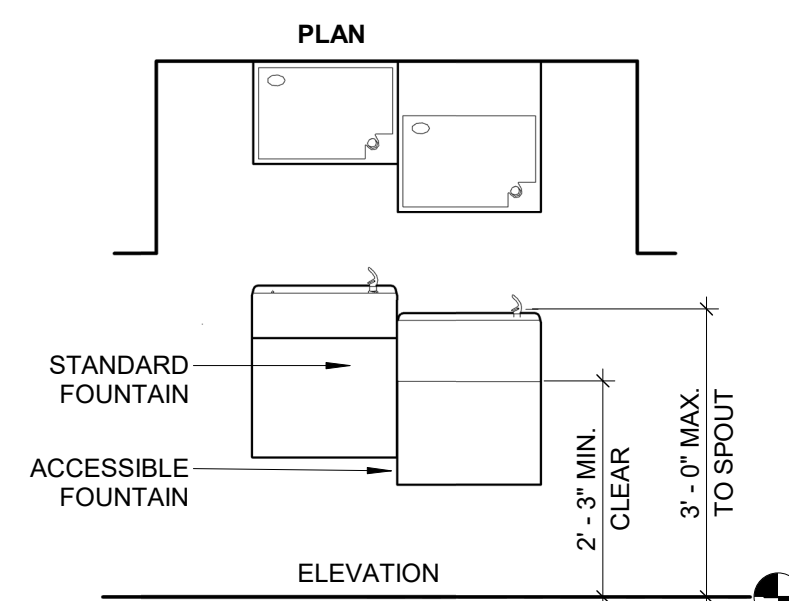 PLAN
STANDARD
FOUNTAIN
ACCESSIBLE
FOUNTAIN
2' - 3" MIN.
CLEAR
3' - 0" MAX.
TO SPOUT
ELEVATION